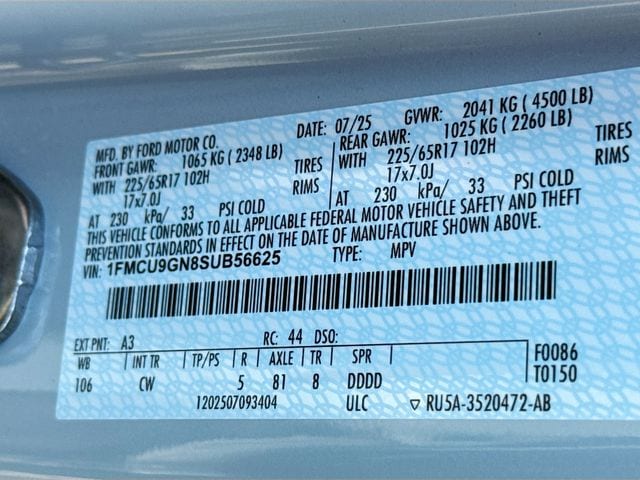 MFD. BY FORD MOTOR CO. DATE: 07/25 GVWR: 2041 KG ( 4500 LB)
FRONT GAWR: 1065 KG ( 2348 LB) REAR GAWR: 1025 KG ( 2260 LB)
WITH 225/65R17 102H TIRES WITH 225/65R17 102H TIRES
17x7.0J RIMS 17x7.0J RIMS
AT 230 kPa/ 33 PSI COLD AT 230 kPa/ 33 PSI COLD
THIS VEHICLE CONFORMS TO ALL APPLICABLE FEDERAL MOTOR VEHICLE SAFETY AND THEFT
PREVENTION STANDARDS IN EFFECT ON THE DATE OF MANUFACTURE SHOWN ABOVE.
VIN: 1FMCU9GN8SUB56625 TYPE: MPV
EXT PNT: A3 RC: 44 DSO:
WB INT TR TP/PS R AXLE TR SPR F0086
106 CW 5 81 8 DDDD T0150
1202507093404 ULC ▽ RU5A-3520472-AB